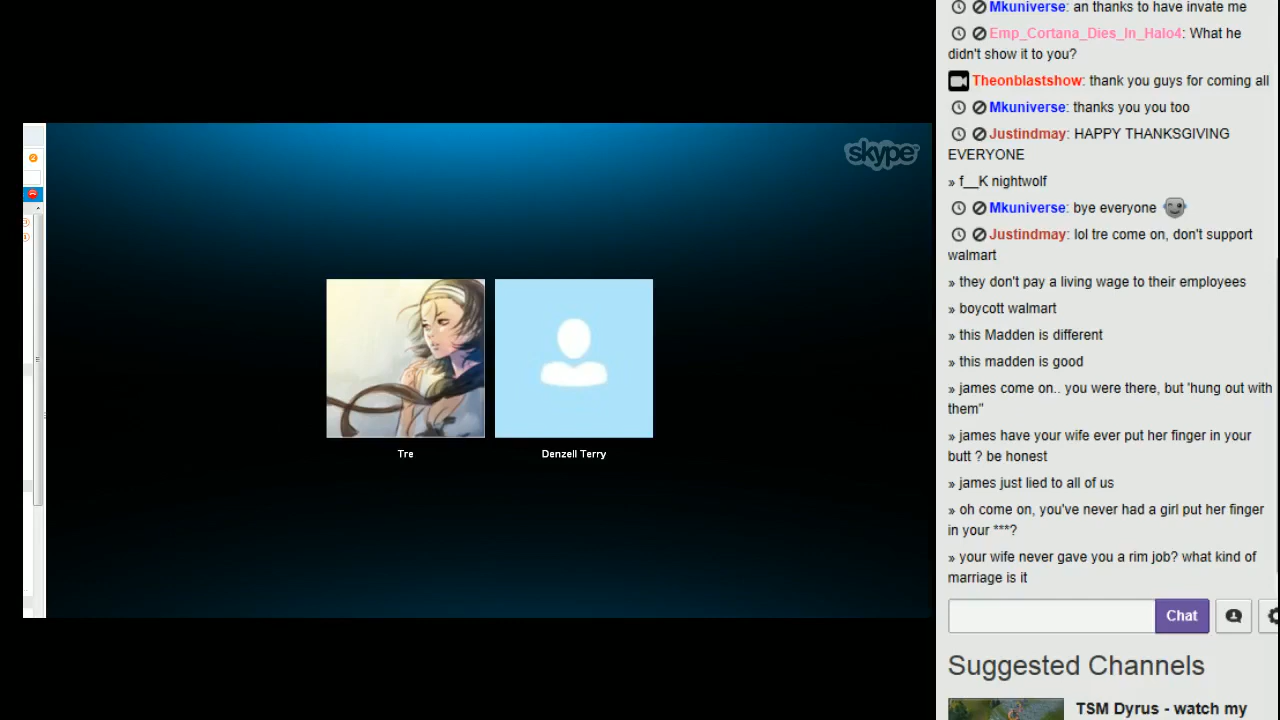 Mkuniverse: an thanks to have invate me
Emp_Cortana_Dies_In_Halo4: What he
didn't show it to you?
Theonblastshow: thank you guys for coming all
Mkuniverse: thanks you you too
Justindmay: HAPPY THANKSGIVING
EVERYONE
» f__K nightwolf
Mkuniverse: bye everyone
Justindmay: lol tre come on, don't support
walmart
» they don't pay a living wage to their employees
» boycott walmart
» this Madden is different
» this madden is good
» james come on.. you were there, but 'hung out with
them"
» james have your wife ever put her finger in your
butt ? be honest
» james just lied to all of us
» oh come on, you've never had a girl put her finger
in your ***?
» your wife never gave you a rim job? what kind of
marriage is it
Chat
Suggested Channels
TSM Dyrus - watch my
skype
Tre
Denzell Terry